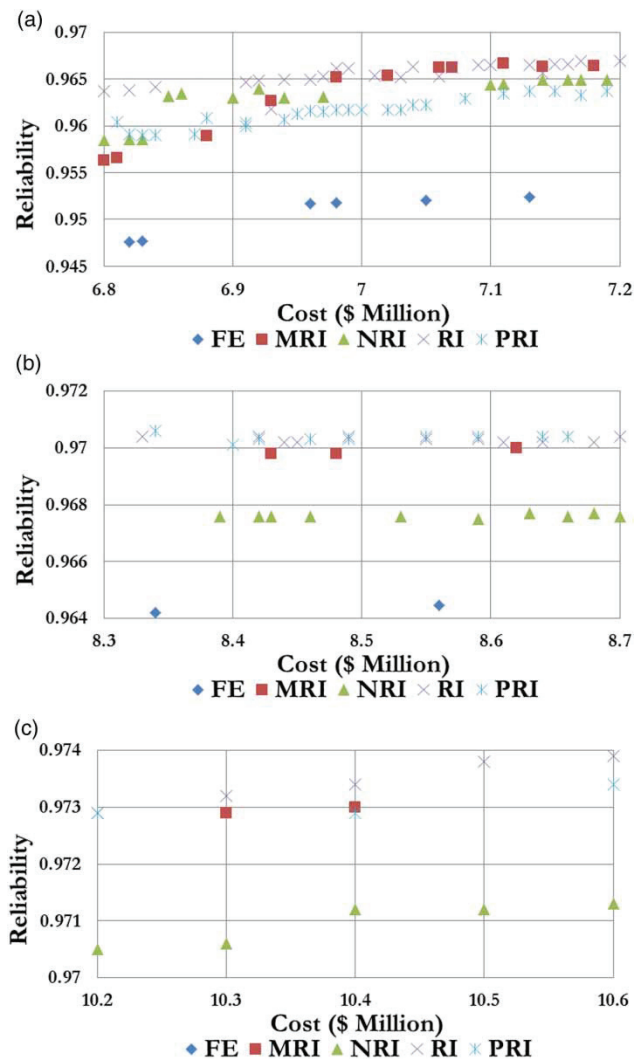 (a)
0.97
0.965
0.96
0.955
0.95
0.945
Reliability
6.8 6.9 7 7.1 7.2
Cost ($ Million)
FE MRI NRI RI PRI
(b)
0.972
0.97
0.968
0.966
0.964
Reliability
8.3 8.4 8.5 8.6 8.7
Cost ($ Million)
FE MRI NRI RI PRI
(c)
0.974
0.973
0.972
0.971
0.97
Reliability
10.2 10.3 10.4 10.5 10.6
Cost ($ Million)
FE MRI NRI RI PRI